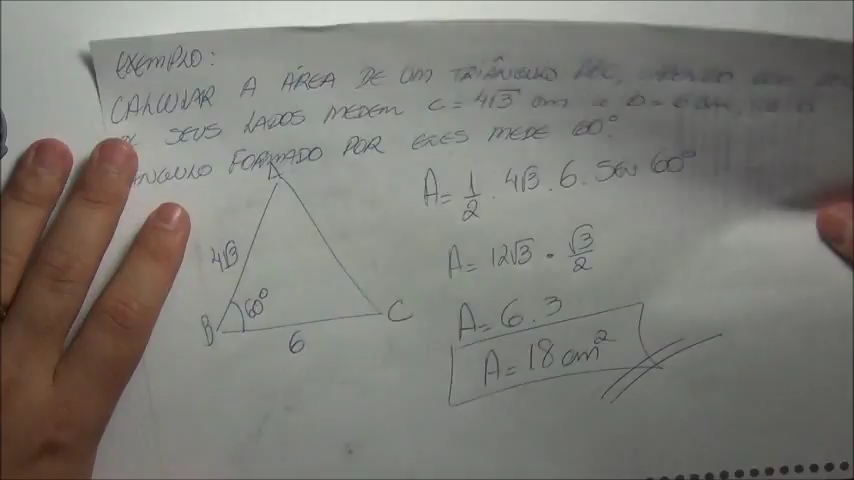 EXEMPLO:
CALCULAR A ÁREA DE UM TRIÂNGULO
SEUS LADOS MEDEM C = 4√3 cm
ÂNGULO FORMADO POR ELES MEDE 60°.
A = 1/2 . 4√3 . 6 . Sen 60°
A = 12√3 . √3/2
A = 6 . 3
A = 18 cm²
4√3
60°
B
C
6